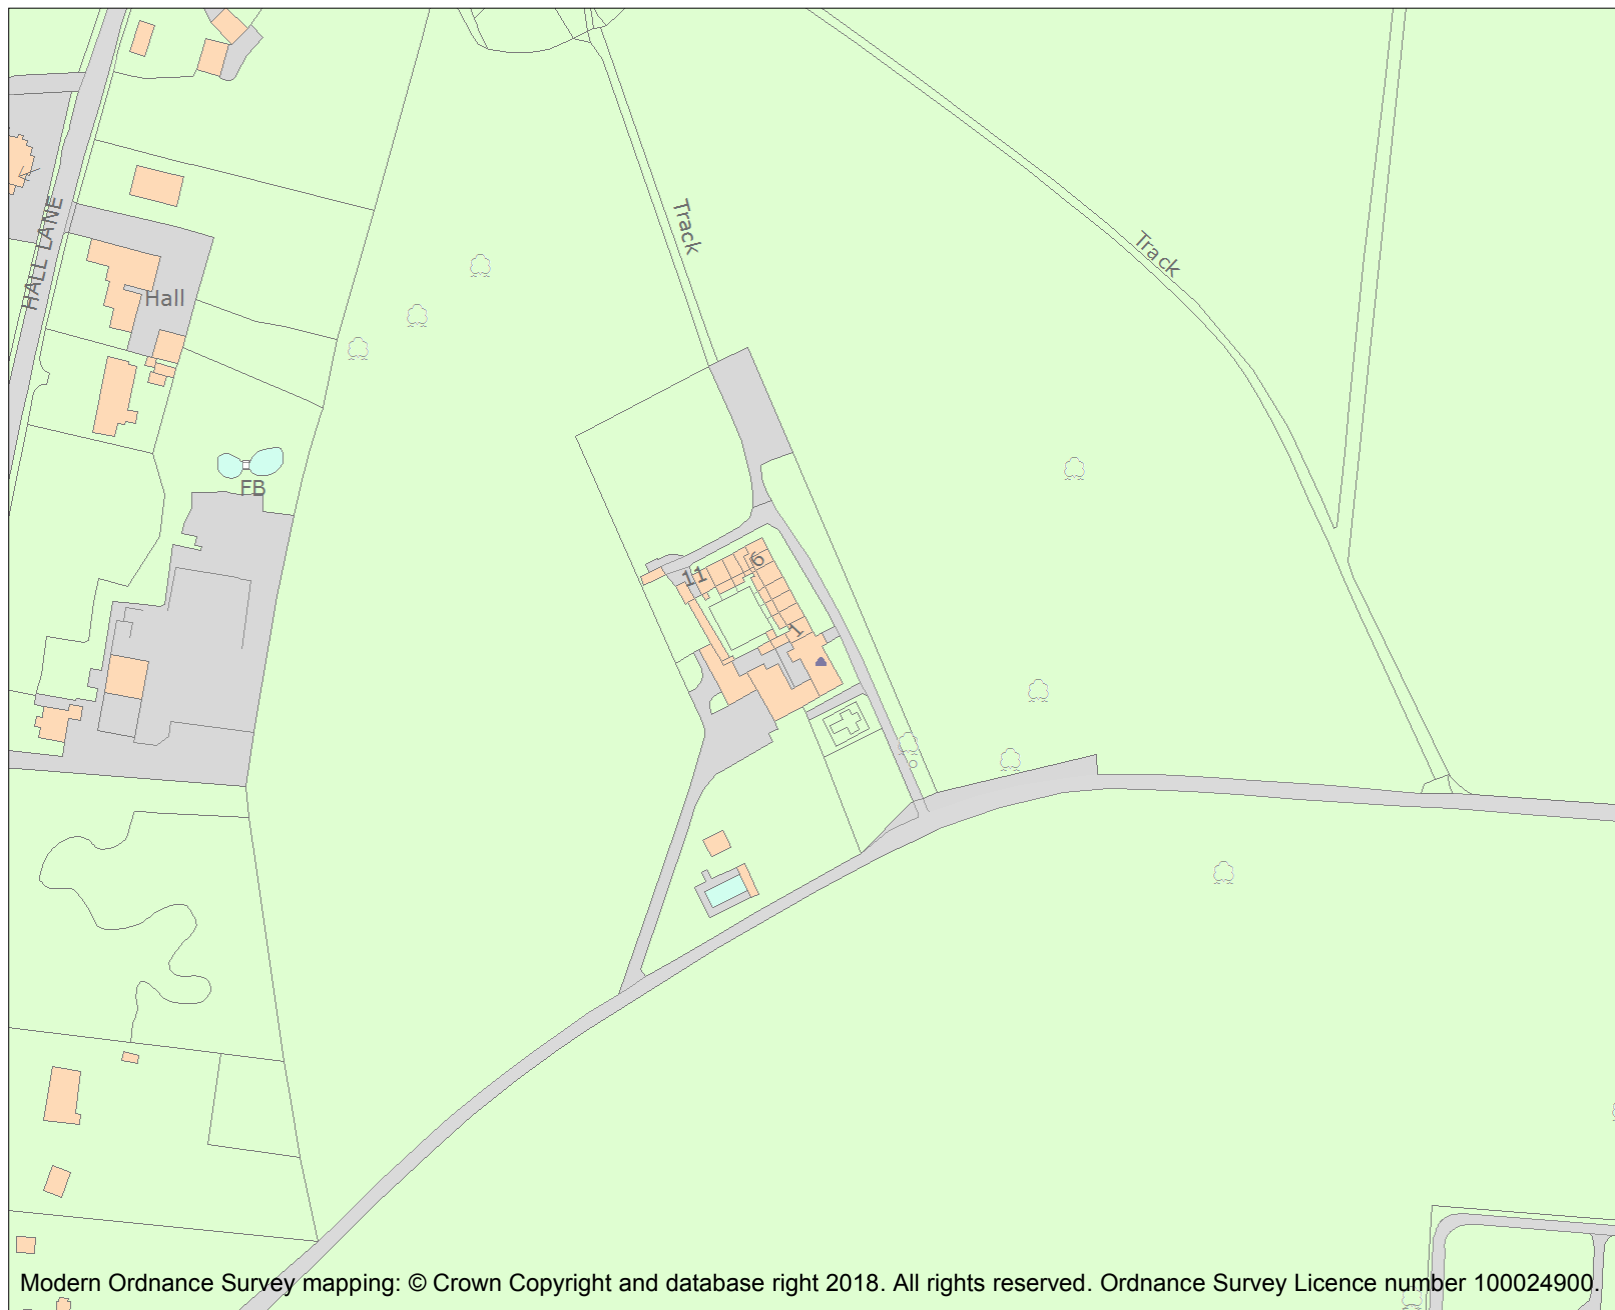 HALL LANE
Track
Track
Hall
FB
11
6
1
Modern Ordnance Survey mapping: © Crown Copyright and database right 2018. All rights reserved. Ordnance Survey Licence number 100024900.